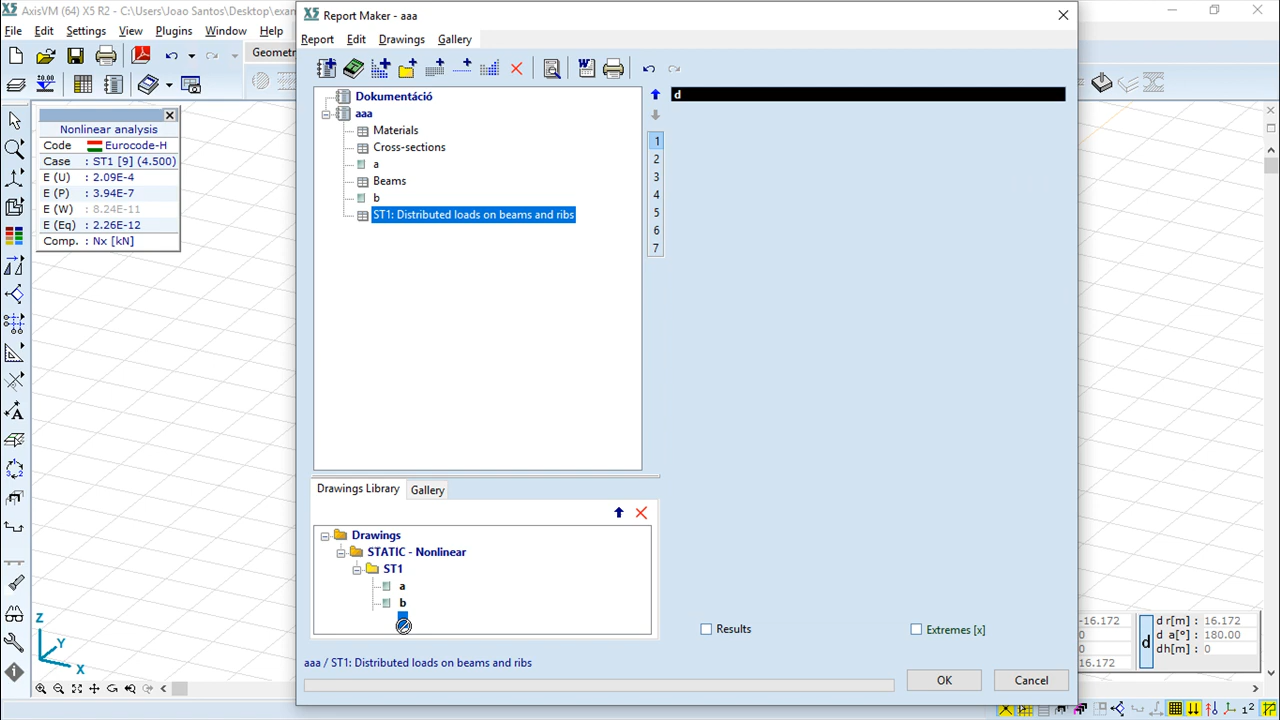 AxisVM (64) X5 R2 - C:\Users\Joao Santos\Desktop\exam
File Edit Settings View Plugins Window Help
Geometr
Nonlinear analysis
Code Eurocode-H
Case : ST1 [9] (4.500)
E (U) : 2.09E-4
E (P) : 3.94E-7
E (W) : 8.24E-11
E (Eq) : 2.26E-12
Comp. : Nx [kN]
Z
Y
X
Report Maker - aaa
Report Edit Drawings Gallery
Dokumentáció
aaa
Materials
Cross-sections
a
Beams
b
ST1: Distributed loads on beams and ribs
d
1
2
3
4
5
6
7
Drawings Library Gallery
Drawings
STATIC - Nonlinear
ST1
a
b
Results Extremes [x]
aaa / ST1: Distributed loads on beams and ribs
OK Cancel
-16.172 d d r[m] : 16.172
0 d a[°] : 180.00
0 dh[m] : 0
-16.172